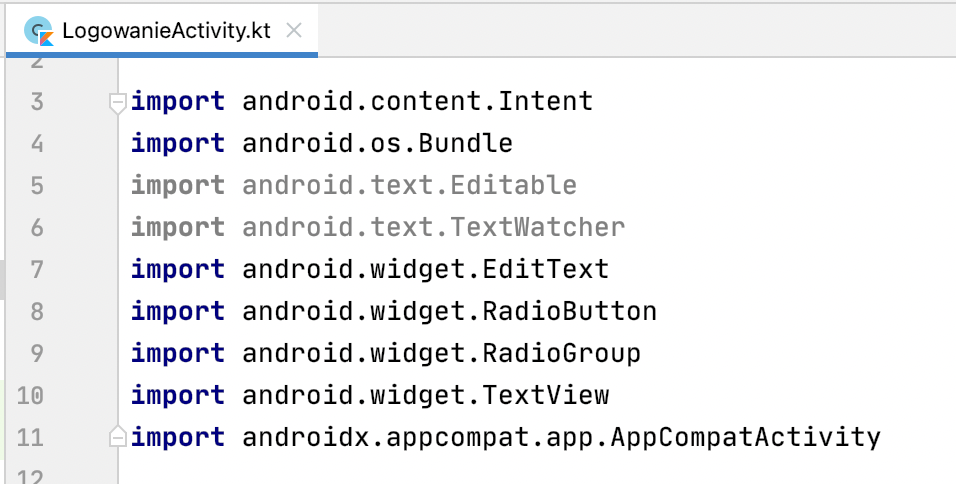 LogowanieActivity.kt
2
3 import android.content.Intent
4 import android.os.Bundle
5 import android.text.Editable
6 import android.text.TextWatcher
7 import android.widget.EditText
8 import android.widget.RadioButton
9 import android.widget.RadioGroup
10 import android.widget.TextView
11 import androidx.appcompat.app.AppCompatActivity
12